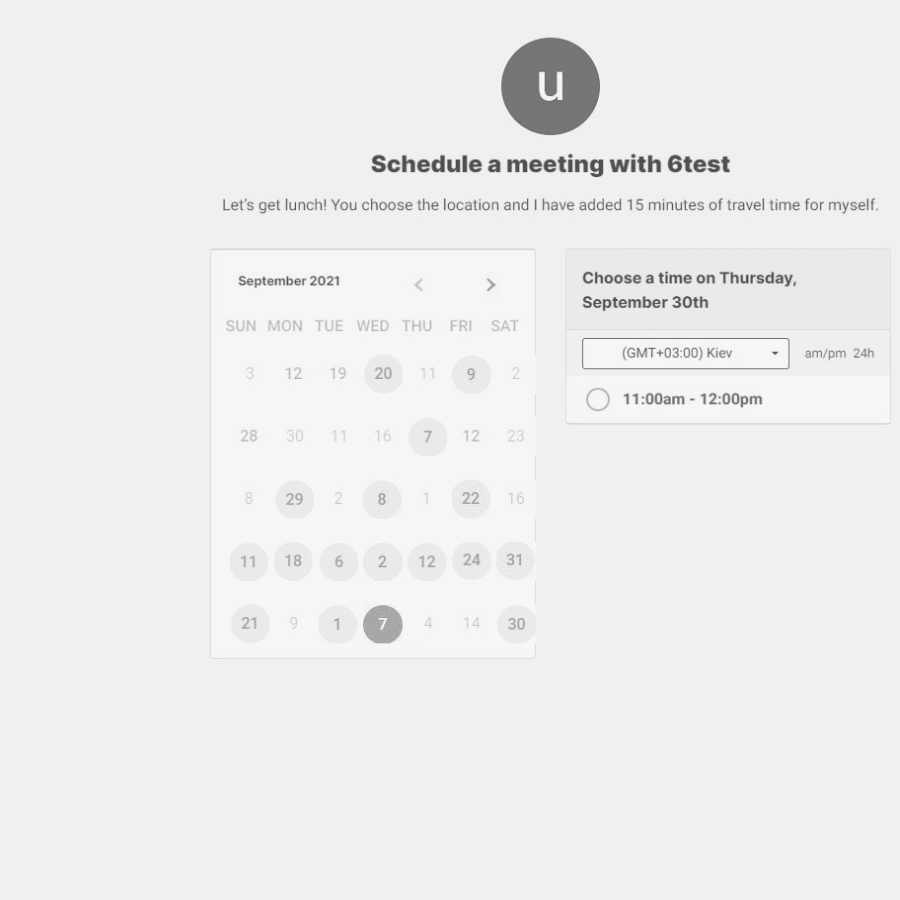 u
Schedule a meeting with 6test
Let's get lunch! You choose the location and I have added 15 minutes of travel time for myself.
September 2021
SUN MON TUE WED THU FRI SAT
3 12 19 20 11 9 2
28 30 11 16 7 12 23
8 29 2 8 1 22 16
11 18 6 2 12 24 31
21 9 1 7 4 14 30
Choose a time on Thursday,
September 30th
(GMT+03:00) Kiev am/pm 24h
11:00am - 12:00pm